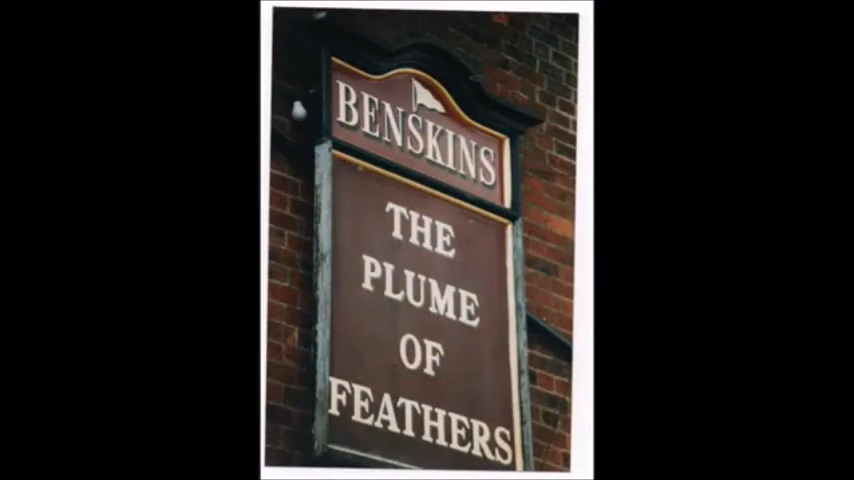 BENSKINS
THE
PLUME
OF
FEATHERS